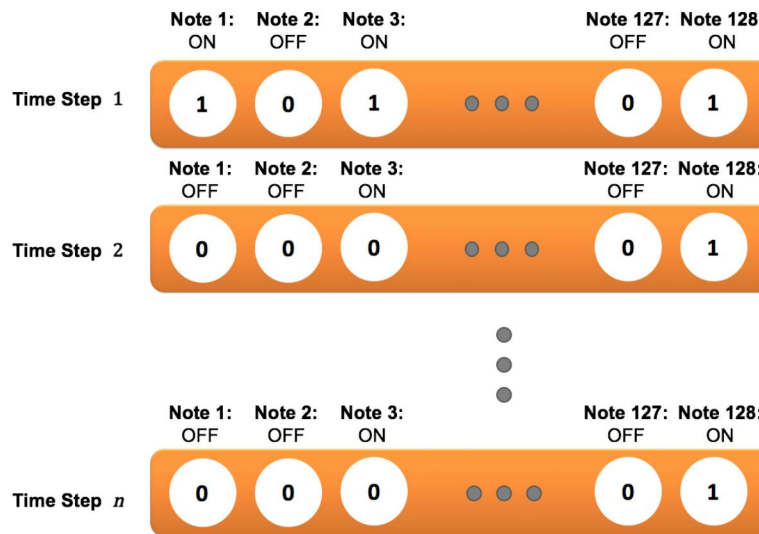 Note 1: Note 2: Note 3: Note 127: Note 128:
ON OFF ON OFF ON
Time Step 1 1 0 1 0 1
Note 1: Note 2: Note 3: Note 127: Note 128:
OFF OFF ON OFF ON
Time Step 2 0 0 0 0 1
Note 1: Note 2: Note 3: Note 127: Note 128:
OFF OFF ON OFF ON
Time Step n 0 0 0 0 1